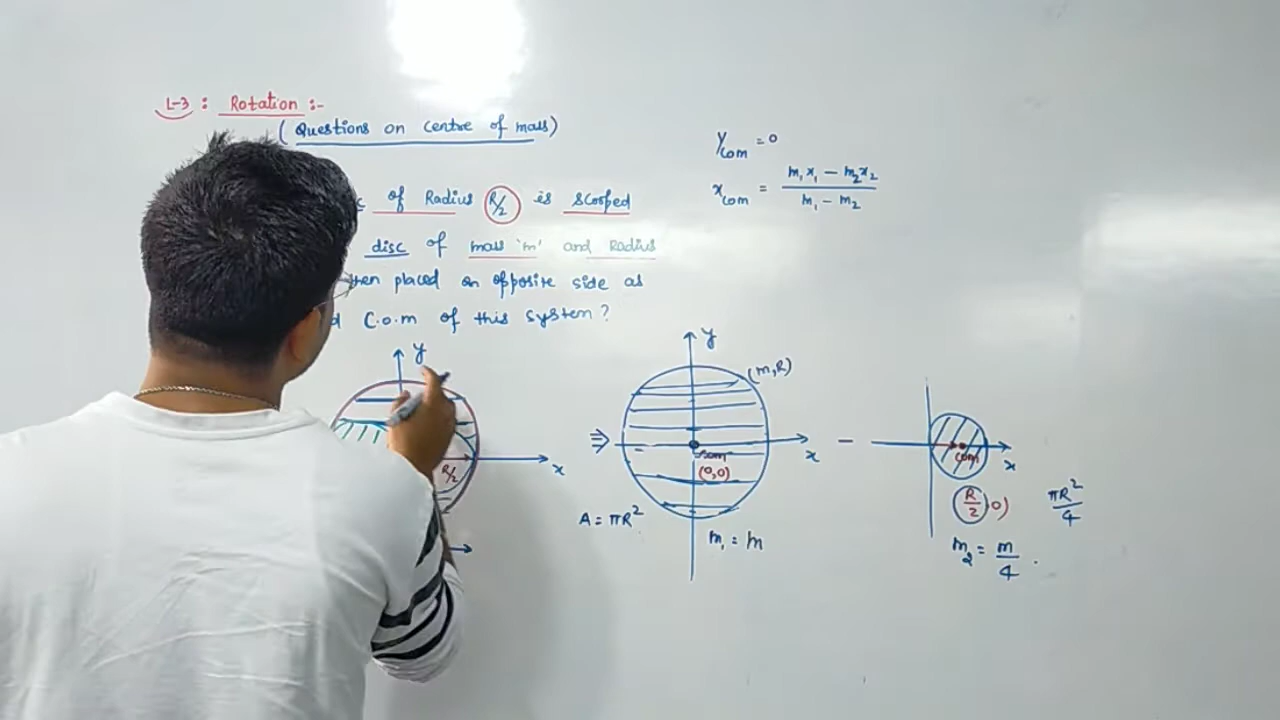 L-3 : Rotation :-
(Questions on centre of mass)
of Radius R/2 is scooped
disc of mass 'm' and Radius
placed on opposite side as
C.o.m of this system?
y
R/2
x
⇒
y
(m,R)
com
(0,0)
x
A = πR²
m₁ = m
−
com
x
(R/2, 0)
πR²/4
m₂ = m/4
Ycom = 0
xcom = (m₁x₁ − m₂x₂)/(m₁ − m₂)